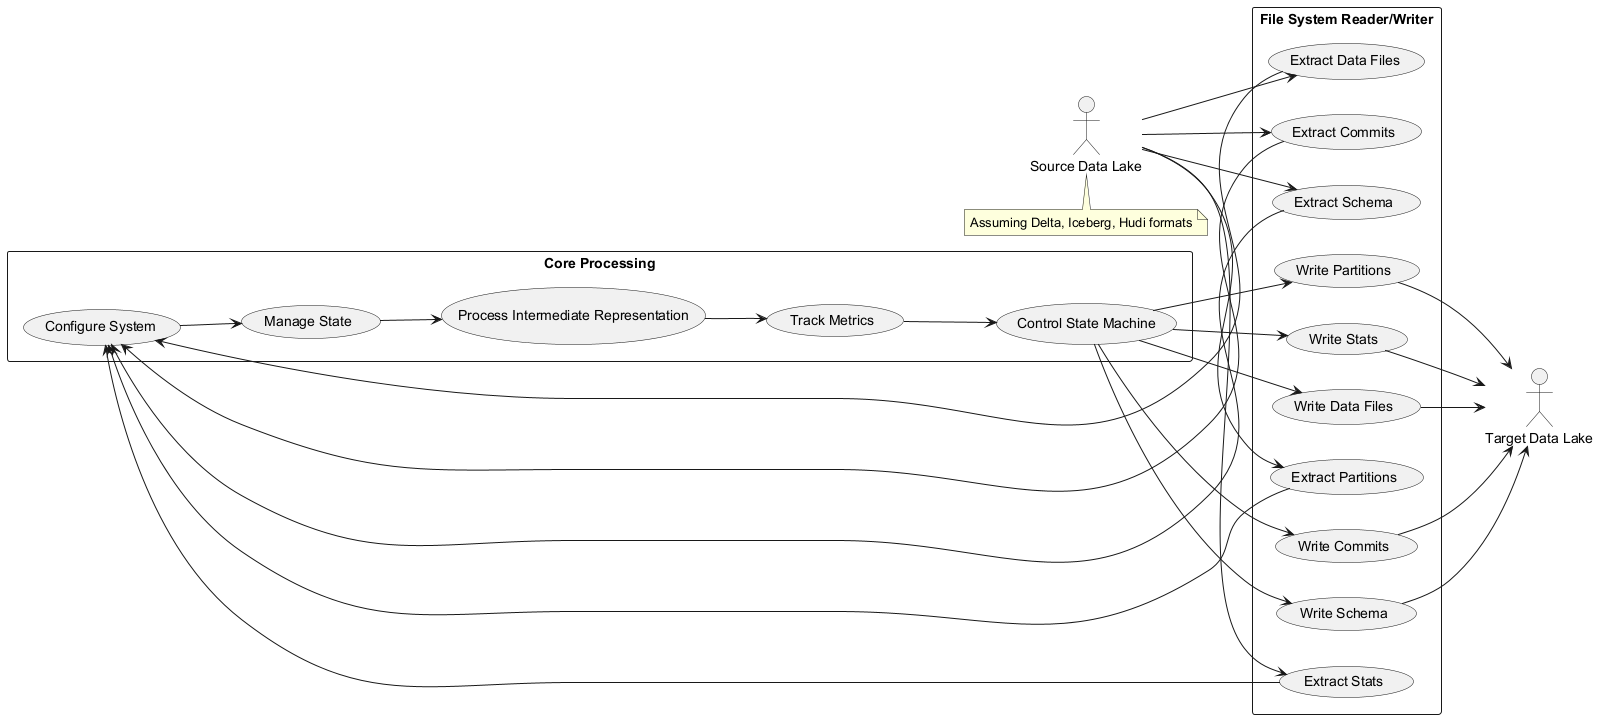 File System Reader/Writer
Extract Data Files
Extract Commits
Source Data Lake
Extract Schema
Assuming Delta, Iceberg, Hudi formats
Core Processing
Write Partitions
Configure System
Manage State
Process Intermediate Representation
Track Metrics
Control State Machine
Write Stats
Write Data Files
Target Data Lake
Extract Partitions
Write Commits
Write Schema
Extract Stats